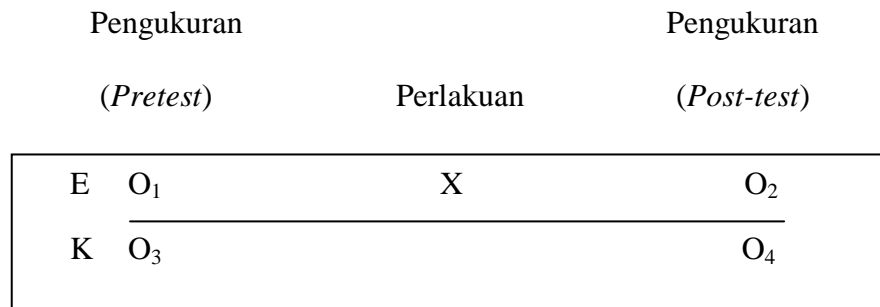 Pengukuran Pengukuran
(Pretest) Perlakuan (Post-test)
E O₁ X O₂
K O₃ O₄